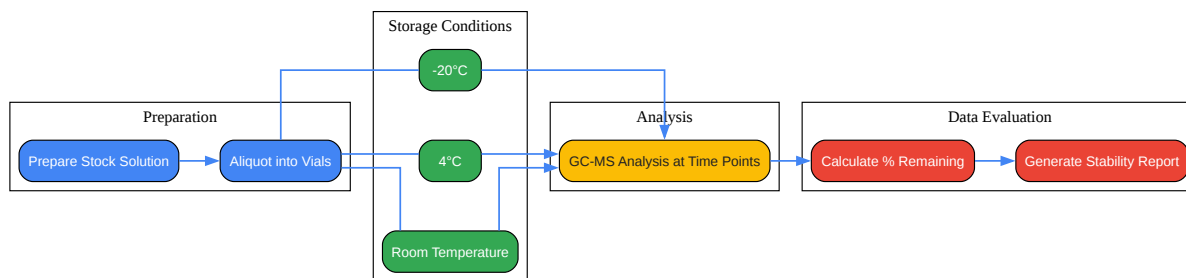 Storage Conditions
-20°C
Preparation
Analysis
Data Evaluation
Prepare Stock Solution
Aliquot into Vials
4°C
GC-MS Analysis at Time Points
Calculate % Remaining
Generate Stability Report
Room Temperature